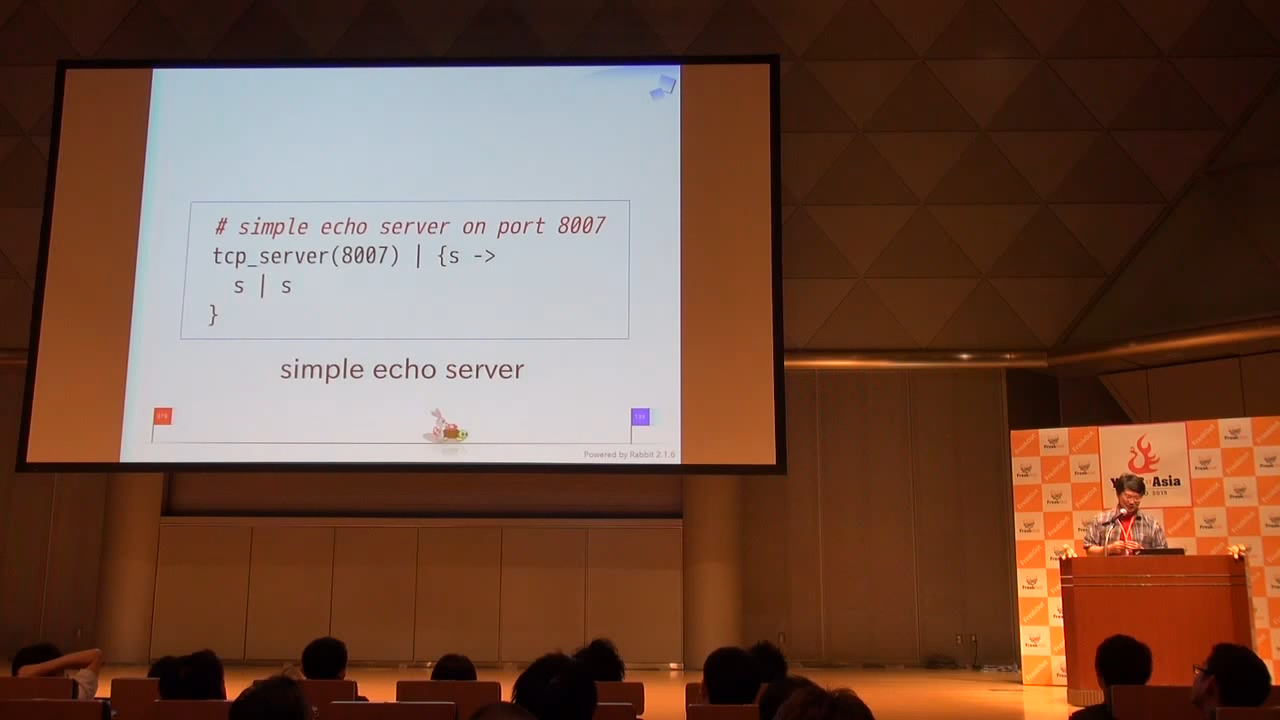 # simple echo server on port 8007
tcp_server(8007) | {s ->
s | s
}
simple echo server
Powered by Rabbit 2.1.6
Asia